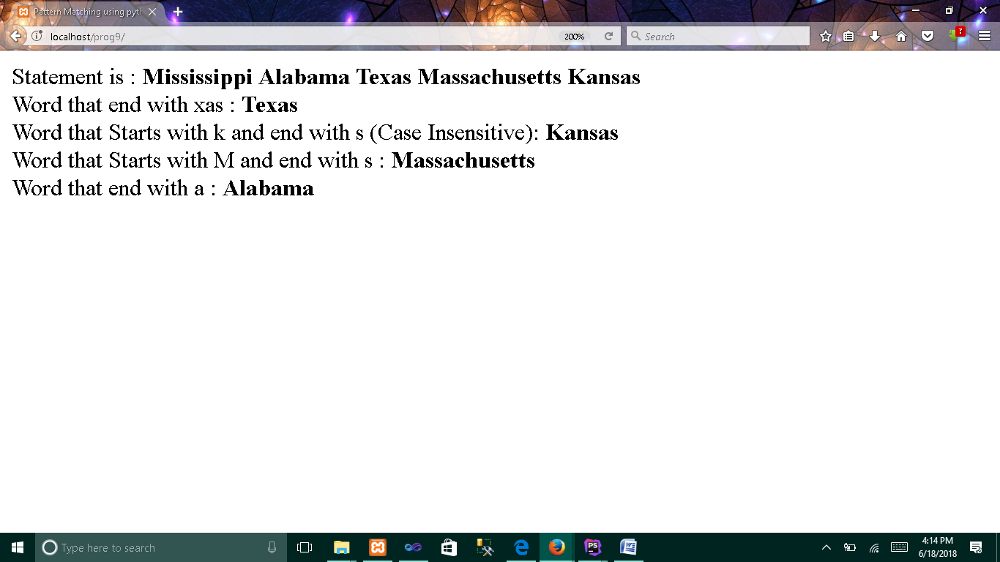 Pattern Matching using pyt
localhost/prog9/
200%
Search
?
Statement is : Mississippi Alabama Texas Massachusetts Kansas
Word that end with xas : Texas
Word that Starts with k and end with s (Case Insensitive): Kansas
Word that Starts with M and end with s : Massachusetts
Word that end with a : Alabama
Type here to search
PS
W
4:14 PM
6/18/2018